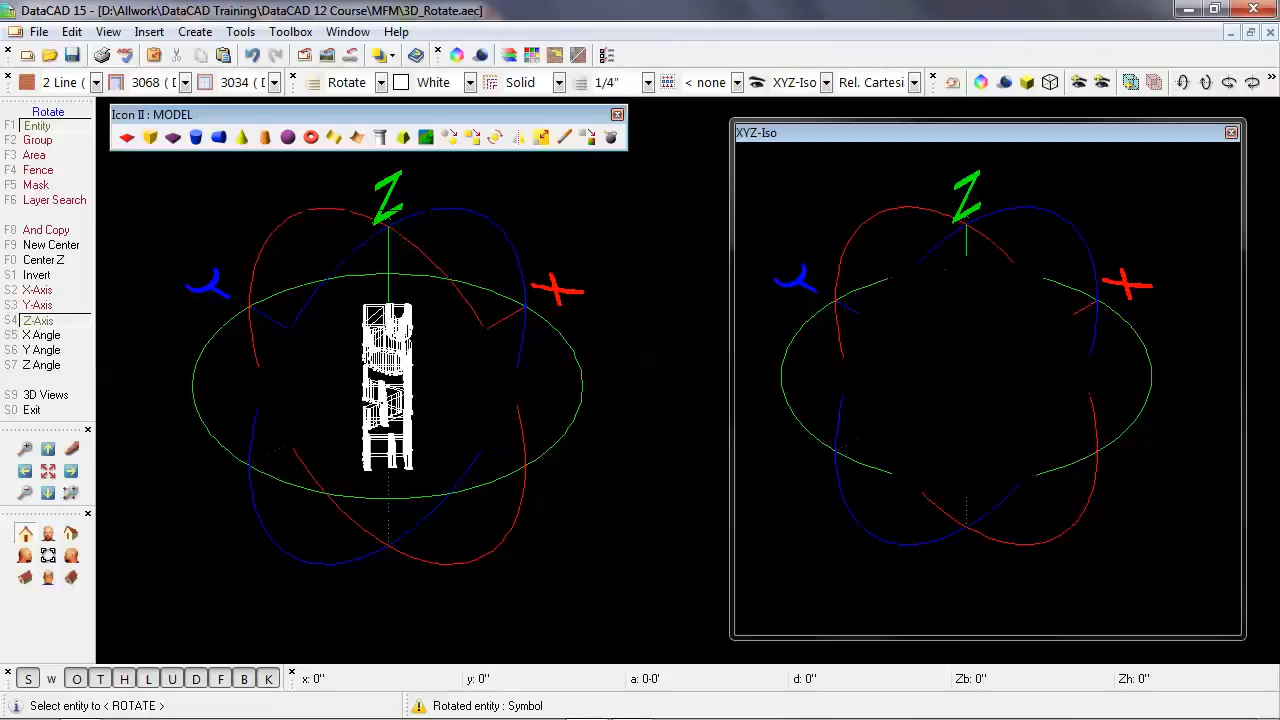 DataCAD 15 - [D:\Allwork\DataCAD Training\DataCAD 12 Course\MFM\3D_Rotate.aec]
File Edit View Insert Create Tools Toolbox Window Help
2 Line ( 3068 ( [ 3034 ( [ Rotate White Solid 1/4" < none XYZ-Iso Rel. Cartesi
Rotate
F1 Entity
F2 Group
F3 Area
F4 Fence
F5 Mask
F6 Layer Search
F8 And Copy
F9 New Center
F0 Center Z
S1 Invert
S2 X-Axis
S3 Y-Axis
S4 Z-Axis
S5 X Angle
S6 Y Angle
S7 Z Angle
S9 3D Views
S0 Exit
Icon II : MODEL
Z
Y
X
XYZ-Iso
Z
Y
X
S W O T H L U D F B K x: 0" y: 0" a: 0-0' d: 0" Zb: 0" Zh: 0"
Select entity to < ROTATE > Rotated entity : Symbol